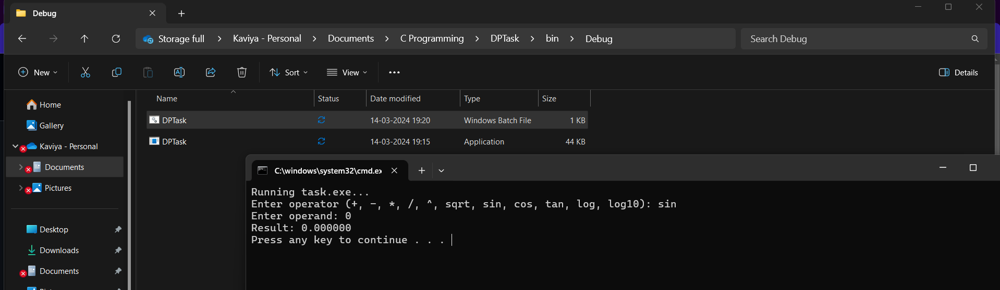 Debug
Storage full > Kaviya - Personal > Documents > C Programming > DPTask > bin > Debug
Search Debug
New
Sort
View
Details
Name Status Date modified Type Size
DPTask 14-03-2024 19:20 Windows Batch File 1 KB
DPTask 14-03-2024 19:15 Application 44 KB
Home
Gallery
Kaviya - Personal
Documents
Pictures
Desktop
Downloads
Documents
C:\windows\system32\cmd.ex
Running task.exe...
Enter operator (+, -, *, /, ^, sqrt, sin, cos, tan, log, log10): sin
Enter operand: 0
Result: 0.000000
Press any key to continue . . .